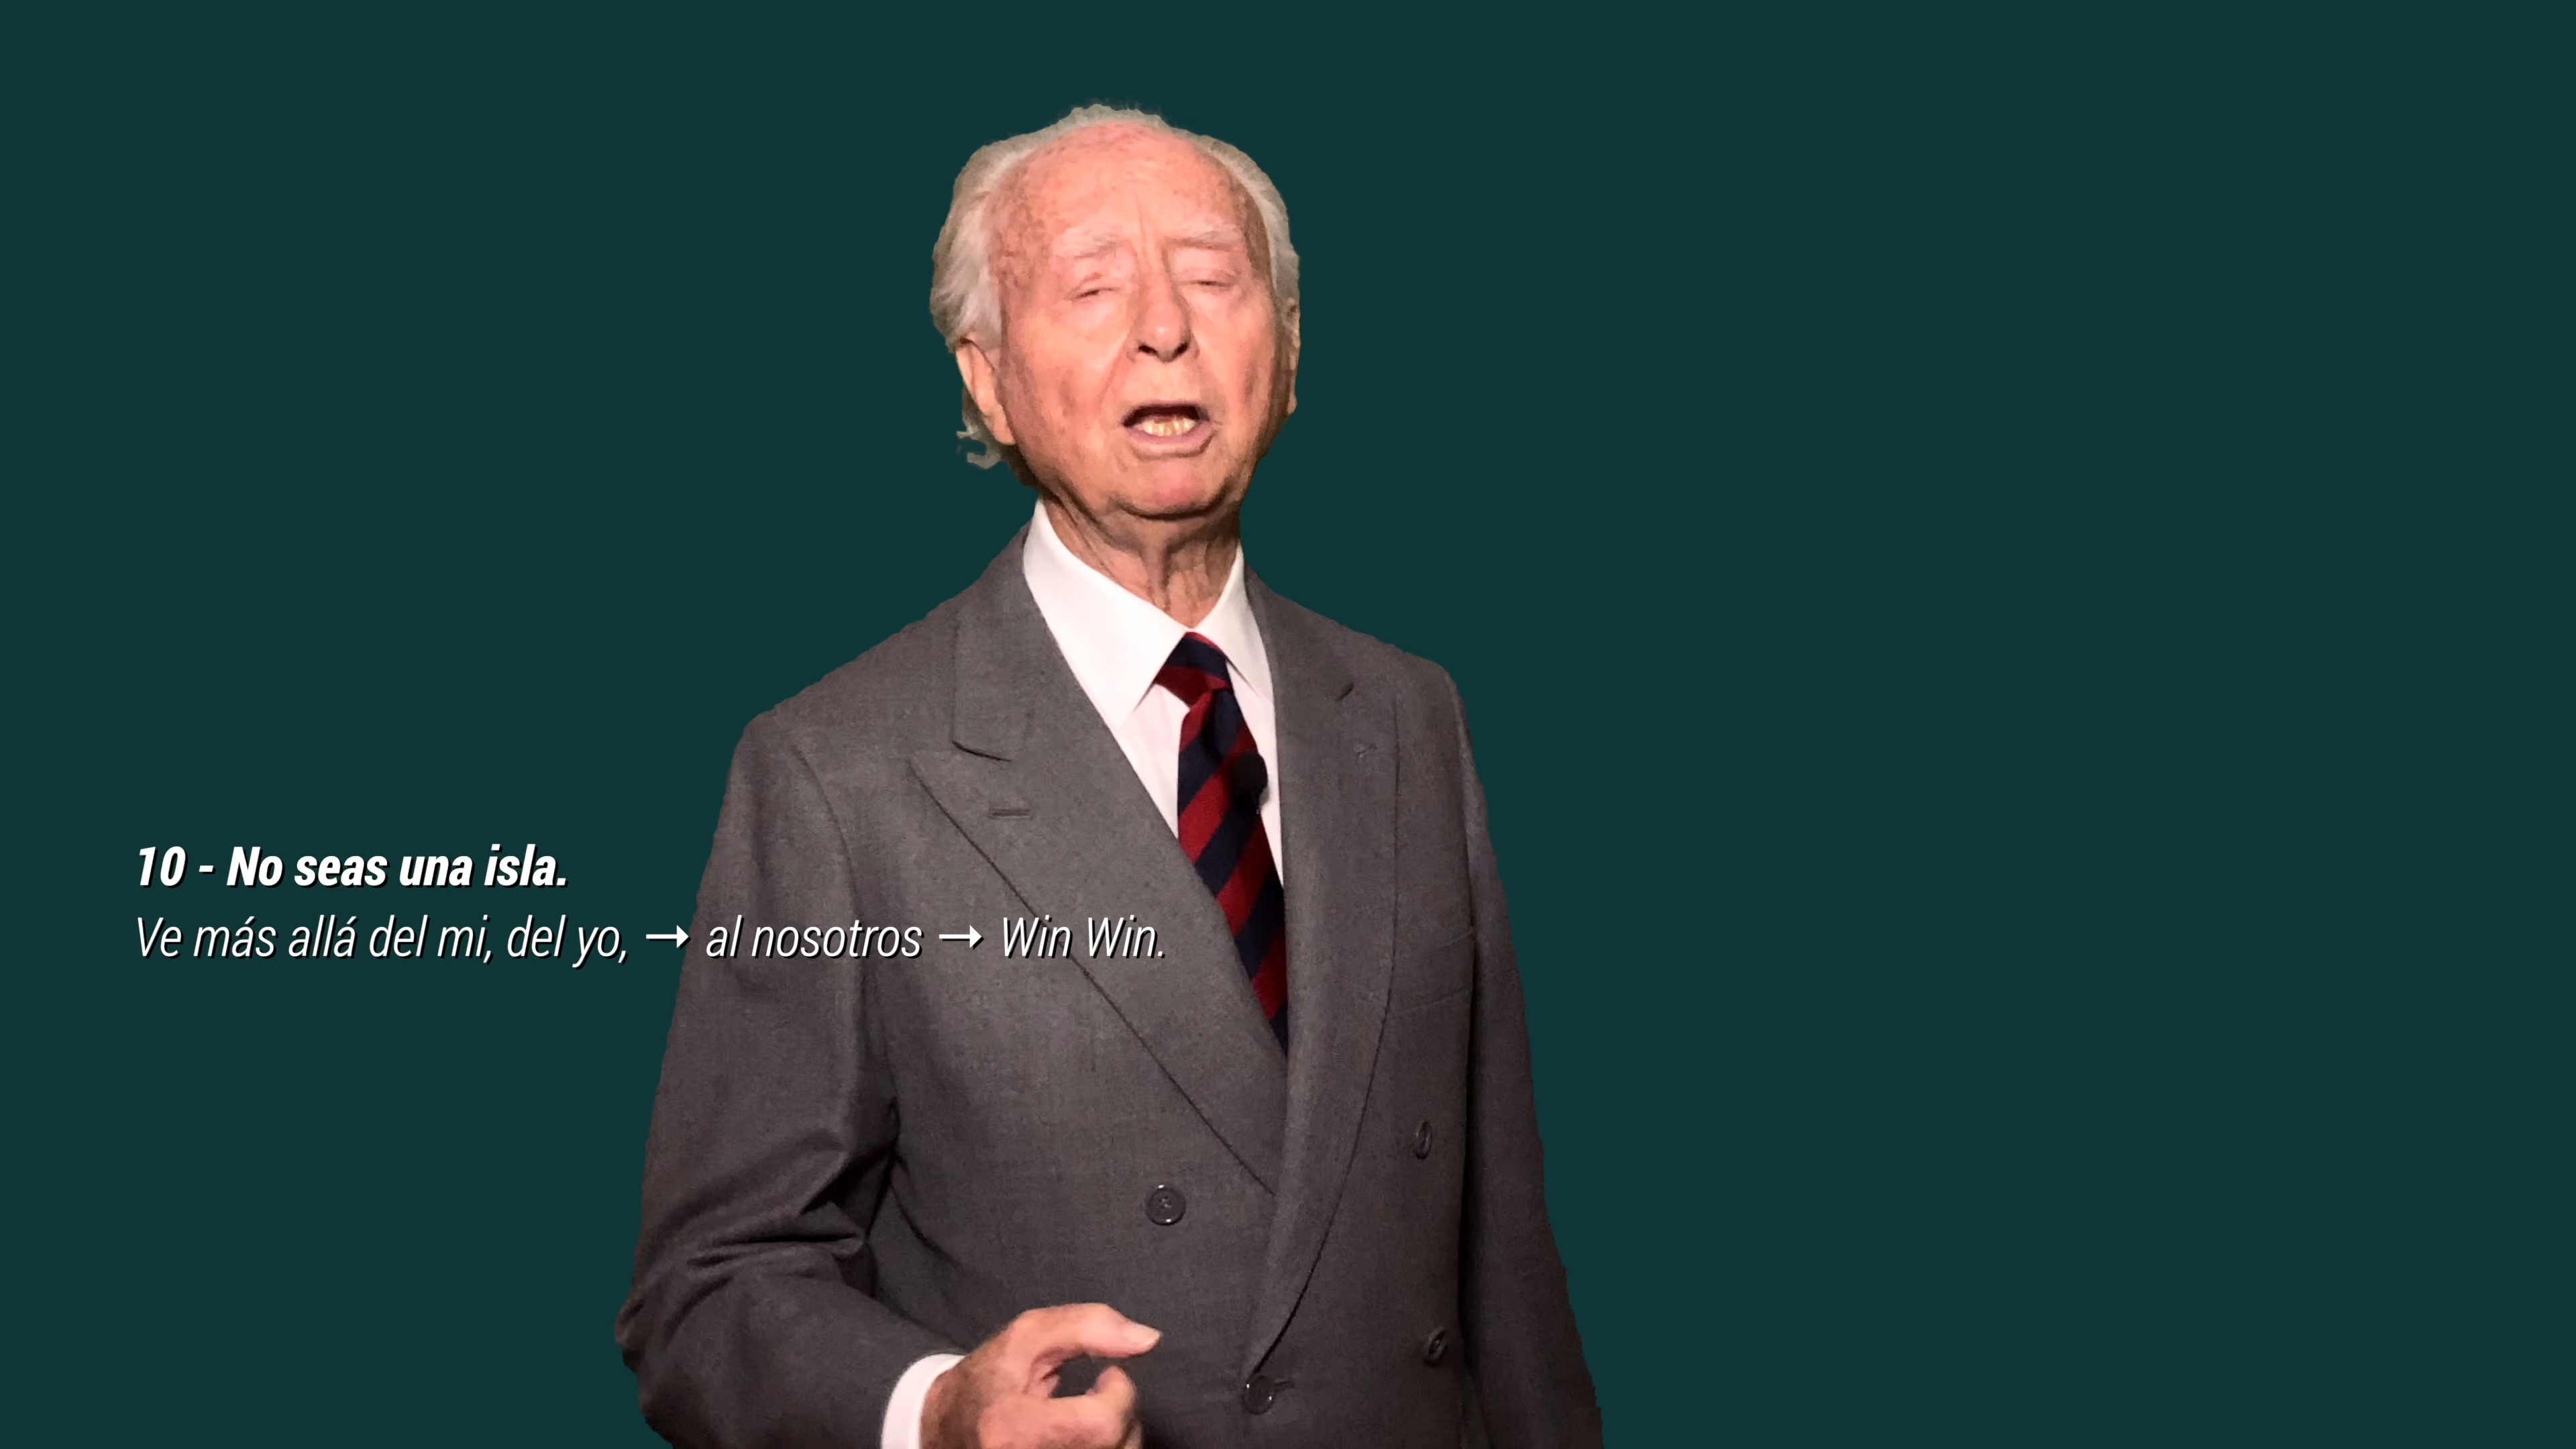 10 - No seas una isla.
Ve más allá del mi, del yo, → al nosotros → Win Win.